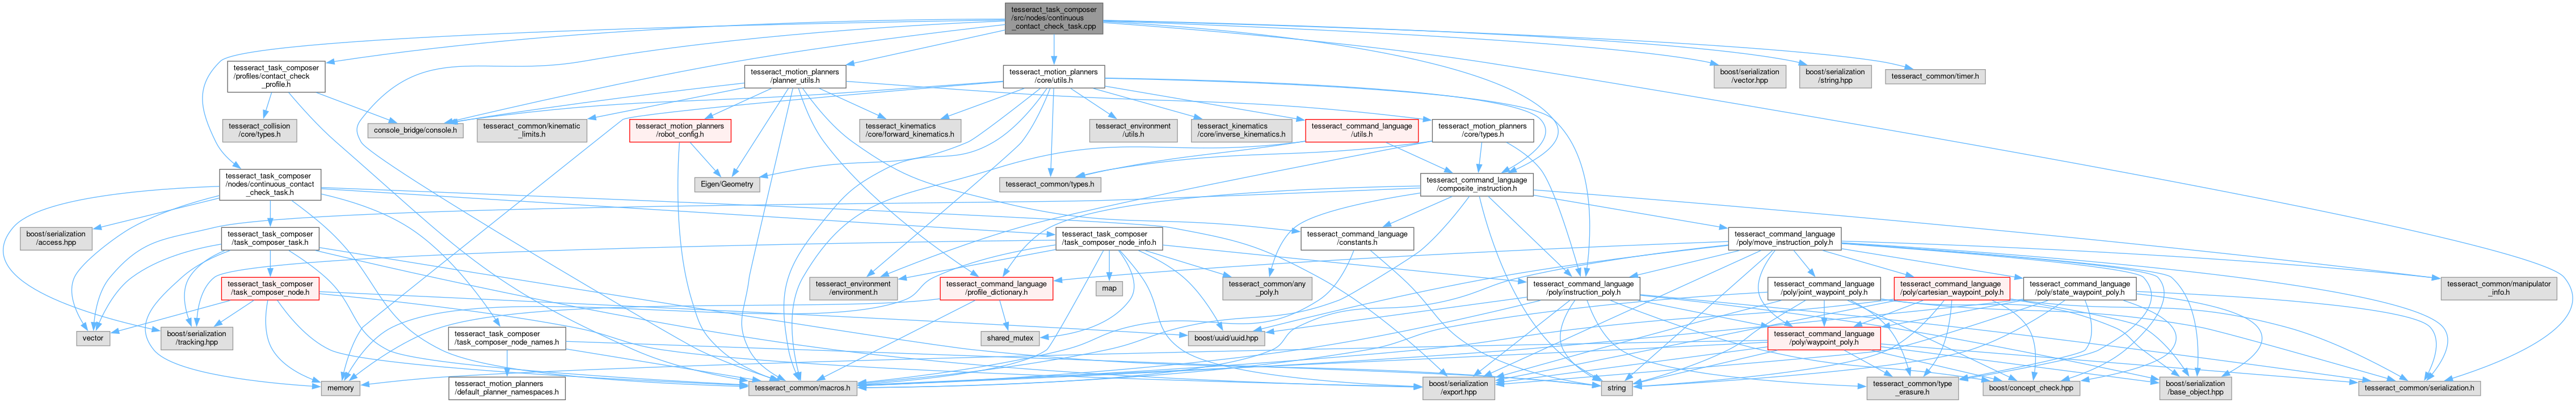 tesseract_task_composer
/src/nodes/continuous
_contact_check_task.cpp
tesseract_task_composer
/profiles/contact_check
_profile.h
tesseract_motion_planners
/planner_utils.h
tesseract_motion_planners
/core/utils.h
boost/serialization
/vector.hpp
boost/serialization
/string.hpp
tesseract_common/timer.h
tesseract_collision
/core/types.h
console_bridge/console.h
tesseract_common/kinematic
_limits.h
tesseract_motion_planners
/robot_config.h
tesseract_kinematics
/core/forward_kinematics.h
tesseract_environment
/utils.h
tesseract_kinematics
/core/inverse_kinematics.h
tesseract_command_language
/utils.h
tesseract_motion_planners
/core/types.h
tesseract_task_composer
/nodes/continuous_contact
_check_task.h
Eigen/Geometry
tesseract_common/types.h
tesseract_command_language
/composite_instruction.h
boost/serialization
/access.hpp
tesseract_task_composer
/task_composer_task.h
tesseract_task_composer
/task_composer_node_info.h
tesseract_command_language
/constants.h
tesseract_command_language
/poly/move_instruction_poly.h
tesseract_task_composer
/task_composer_node.h
tesseract_environment
/environment.h
tesseract_command_language
/profile_dictionary.h
map
tesseract_common/any
_poly.h
tesseract_command_language
/poly/instruction_poly.h
tesseract_command_language
/poly/joint_waypoint_poly.h
tesseract_command_language
/poly/cartesian_waypoint_poly.h
tesseract_command_language
/poly/state_waypoint_poly.h
tesseract_common/manipulator
_info.h
vector
boost/serialization
/tracking.hpp
tesseract_task_composer
/task_composer_node_names.h
shared_mutex
boost/uuid/uuid.hpp
tesseract_command_language
/poly/waypoint_poly.h
memory
tesseract_motion_planners
/default_planner_namespaces.h
tesseract_common/macros.h
boost/serialization
/export.hpp
string
tesseract_common/type
_erasure.h
boost/concept_check.hpp
boost/serialization
/base_object.hpp
tesseract_common/serialization.h